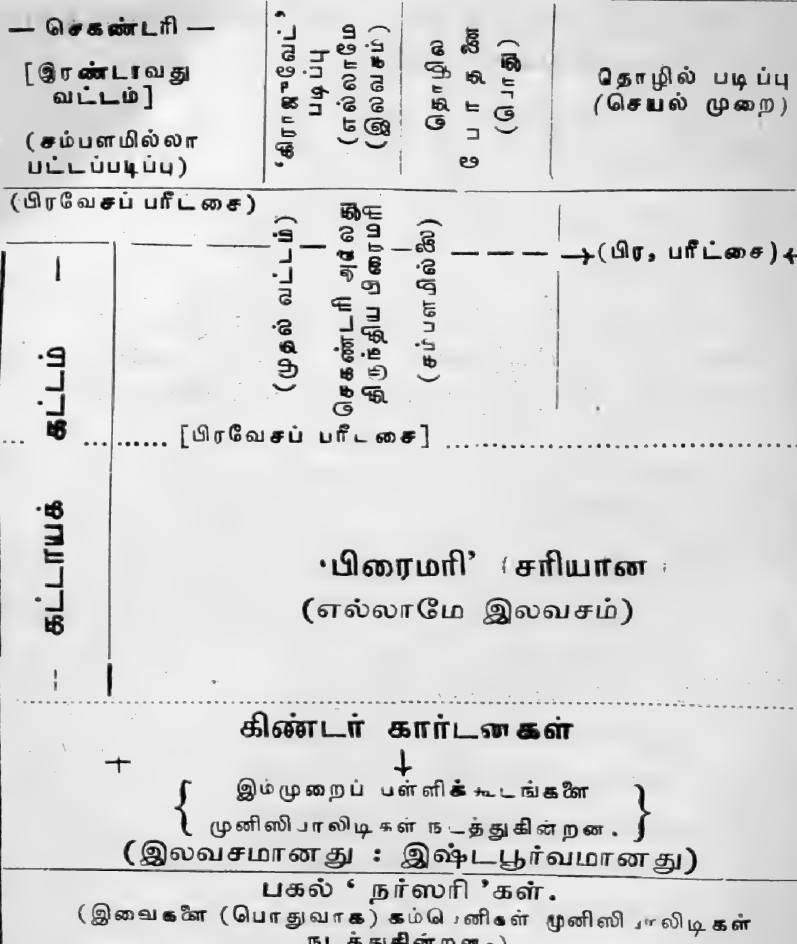 — செகண்டரி —
[இரண்டாவது
வட்டம்]
(சம்பளமில்லா
பட்டப்படிப்பு)
'கிராஜுவேட்'
படிப்பு
(எல்லாமே
(இலவசம்)
தொழில
போதனை
(பொது)
தொழில் படிப்பு
(செயல் முறை)
(பிரவேசப் பரீட்சை)
(முதல் வட்டம்)
செகண்டரி அல்லது
திருந்திய பிரைமரி
(சம்பளமில்லை)
(பிர, பரீட்சை)
கட்டாயக் கட்டம்
[பிரவேசப் பரீட்சை]
'பிரைமரி' (சரியான
(எல்லாமே இலவசம்)
கிண்டர் கார்டனகள்
இம்முறைப் பள்ளிக்கூடங்களை
முனிஸிபாலிடிகள் நடத்துகின்றன.
(இலவசமானது : இஷ்டபூர்வமானது)
பகல் ' நர்ஸரி 'கள்.
(இவைகளை (பொதுவாக) கம்பெனிகள் முனிஸிபாலிடிகள்
நடத்துகின்றன.)